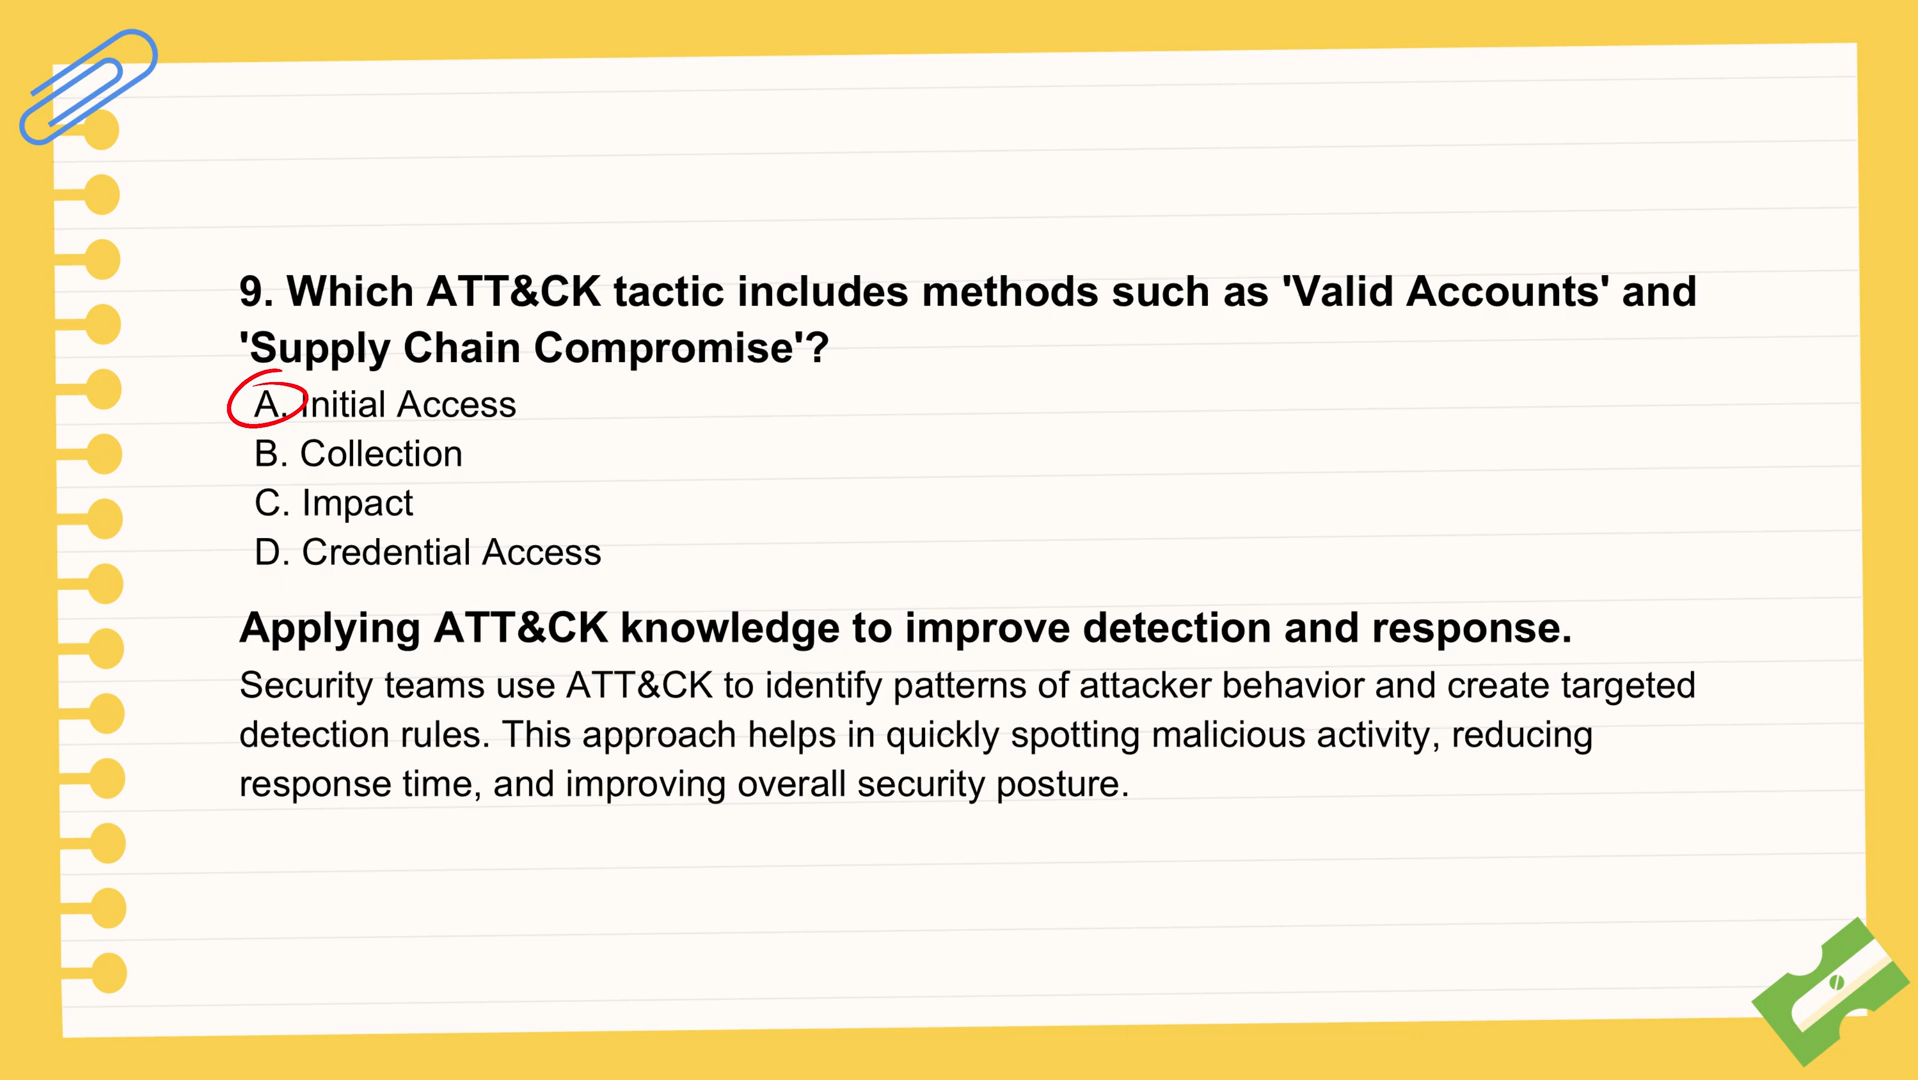 9. Which ATT&CK tactic includes methods such as 'Valid Accounts' and
'Supply Chain Compromise'?
A. Initial Access
B. Collection
C. Impact
D. Credential Access
Applying ATT&CK knowledge to improve detection and response.
Security teams use ATT&CK to identify patterns of attacker behavior and create targeted
detection rules. This approach helps in quickly spotting malicious activity, reducing
response time, and improving overall security posture.